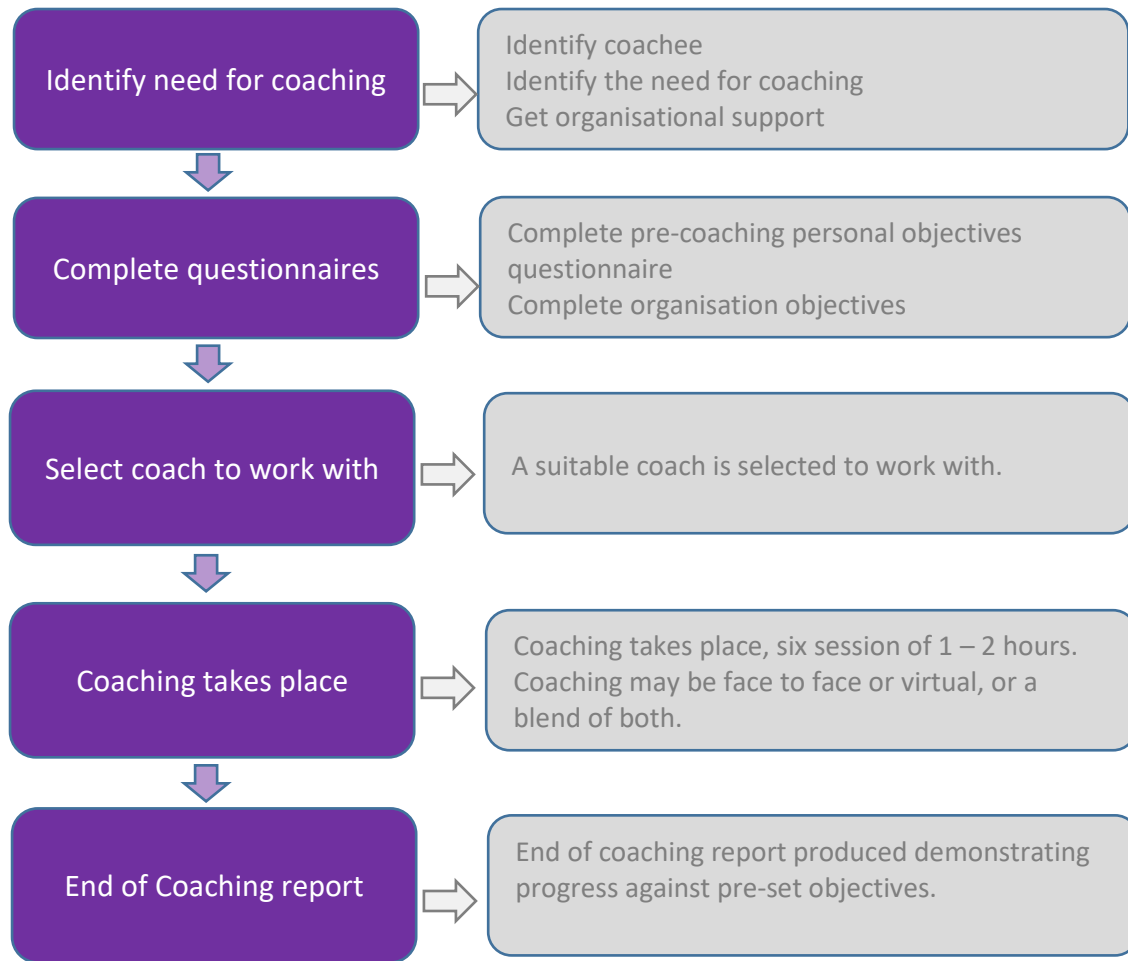 Identify need for coaching
Identify coachee
Identify the need for coaching
Get organisational support
Complete questionnaires
Complete pre-coaching personal objectives
questionnaire
Complete organisation objectives
Select coach to work with
A suitable coach is selected to work with.
Coaching takes place
Coaching takes place, six session of 1 – 2 hours.
Coaching may be face to face or virtual, or a
blend of both.
End of Coaching report
End of coaching report produced demonstrating
progress against pre-set objectives.